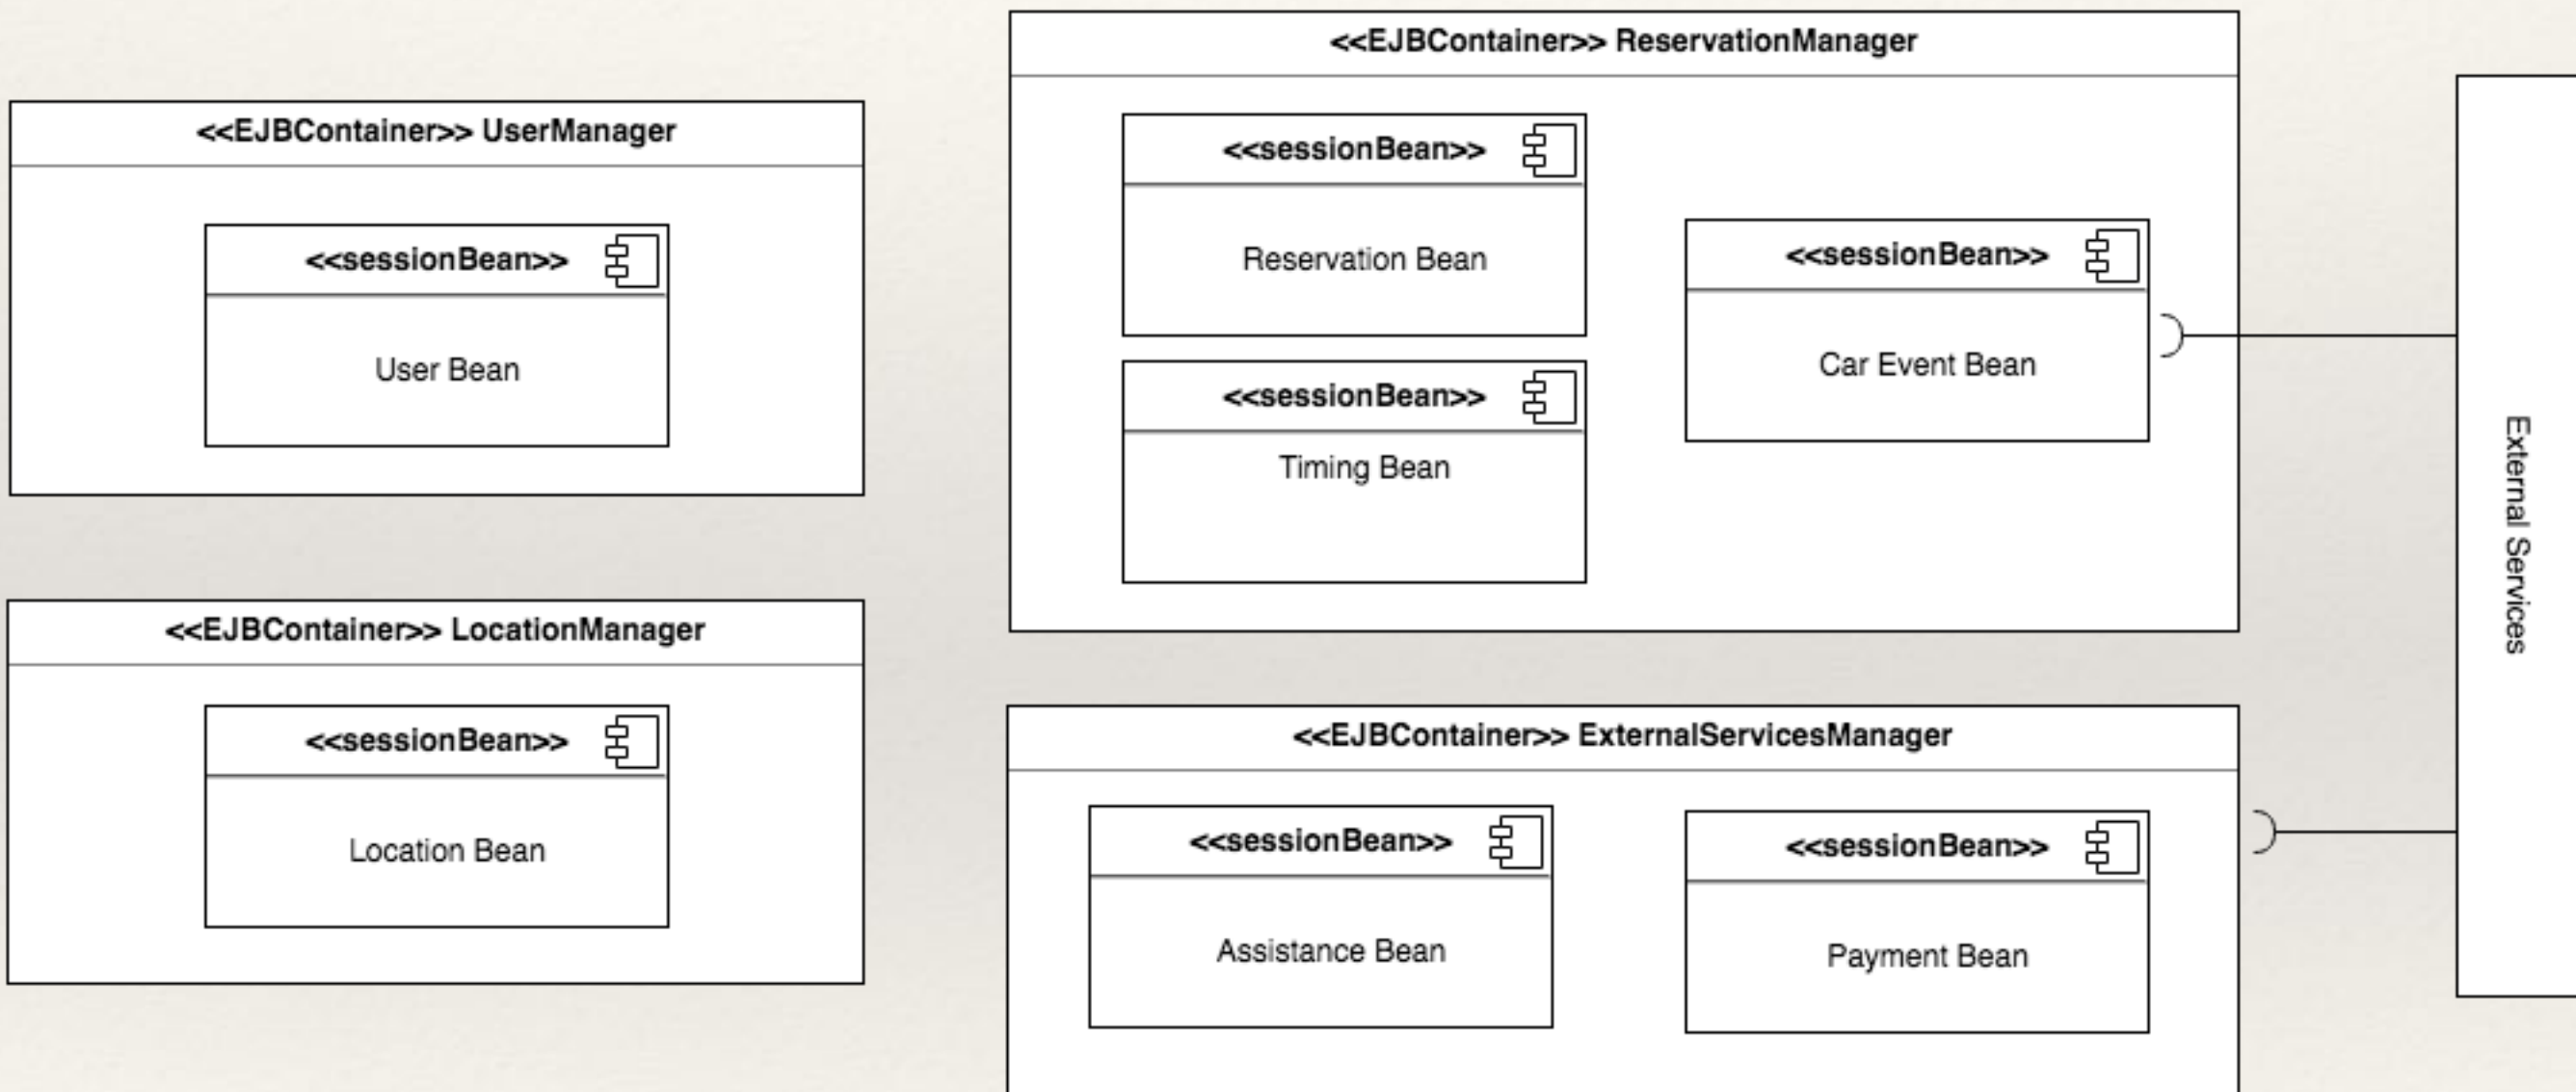 <<EJBContainer>> UserManager
<<sessionBean>>
User Bean
<<EJBContainer>> LocationManager
<<sessionBean>>
Location Bean
<<EJBContainer>> ReservationManager
<<sessionBean>>
Reservation Bean
<<sessionBean>>
Timing Bean
<<sessionBean>>
Car Event Bean
<<EJBContainer>> ExternalServicesManager
<<sessionBean>>
Assistance Bean
<<sessionBean>>
Payment Bean
External Services